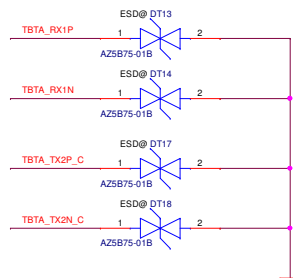 ESD@ DT13
TBTA_RX1P 1 2
AZ5B75-01B
ESD@ DT14
TBTA_RX1N 1 2
AZ5B75-01B
ESD@ DT17
TBTA_TX2P_C 1 2
AZ5B75-01B
ESD@ DT18
TBTA_TX2N_C 1 2
AZ5B75-01B